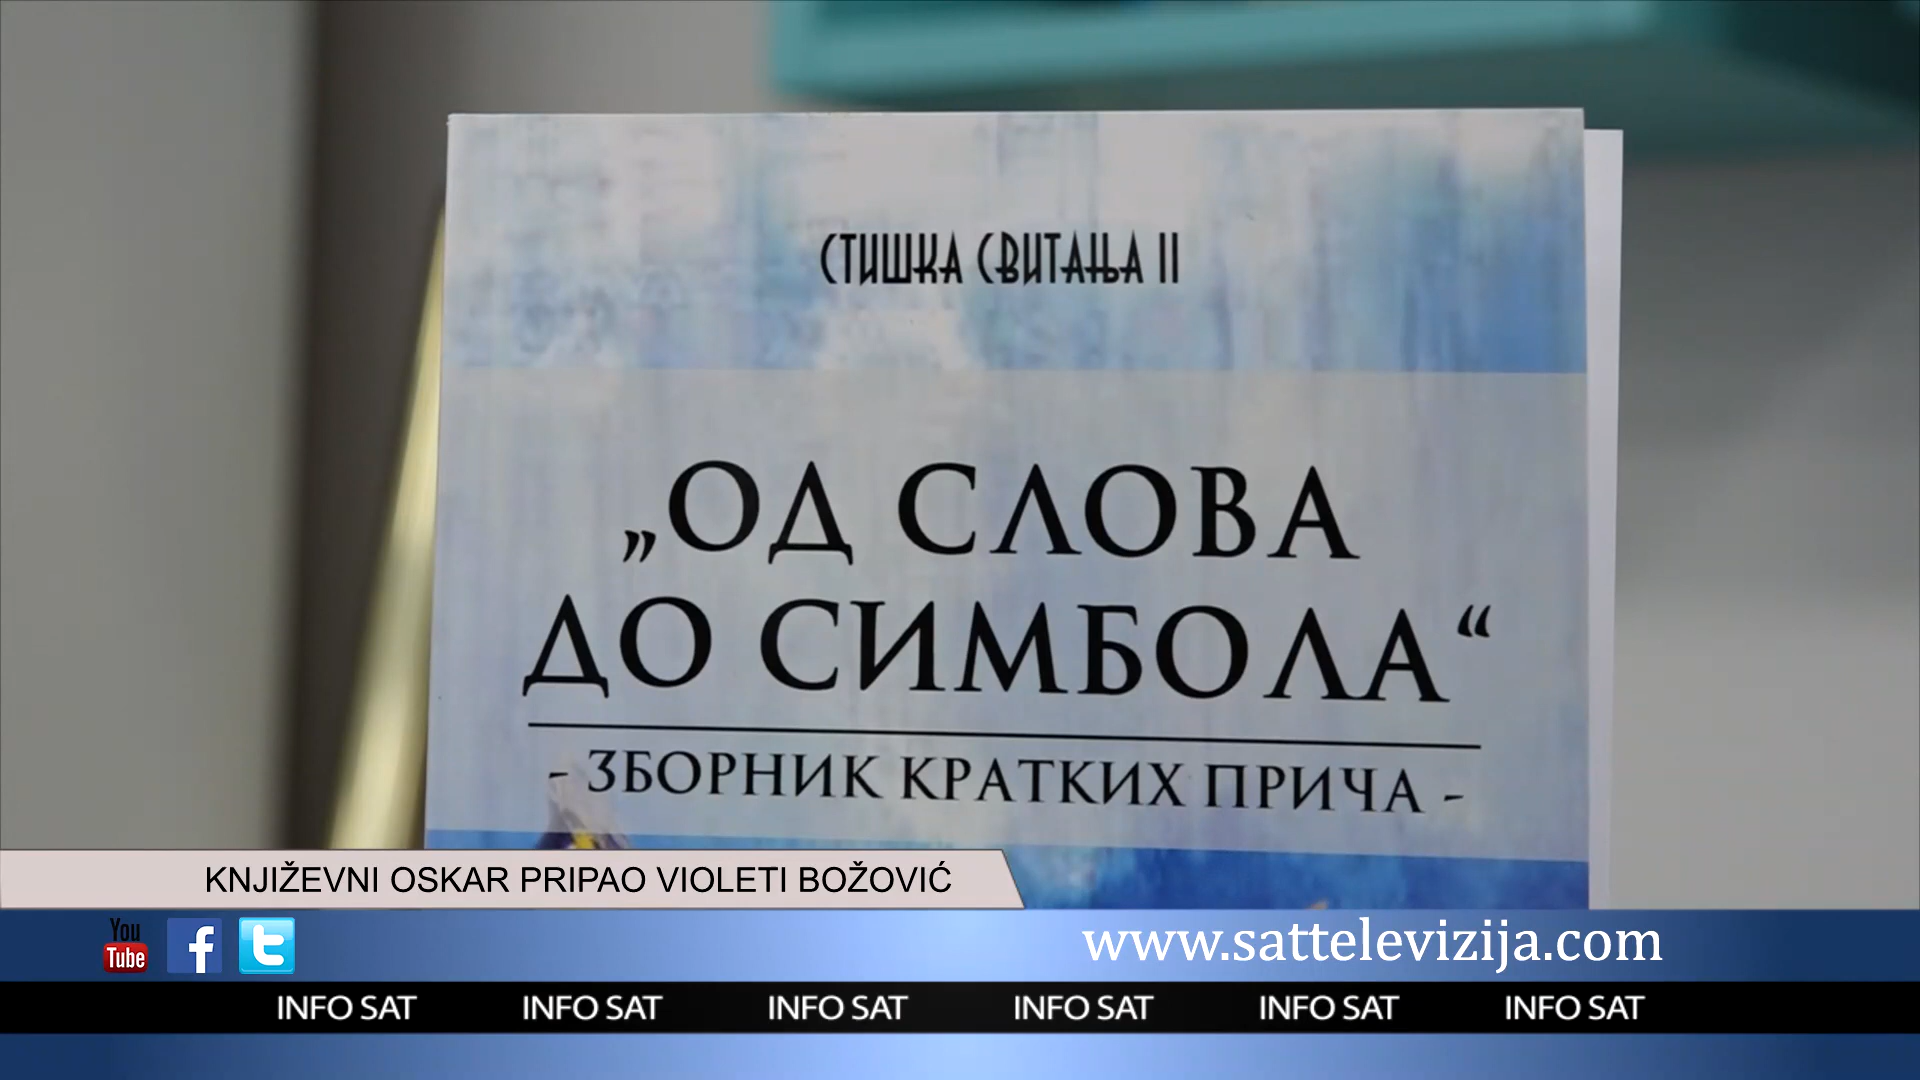 СТИШКА СВИТАЊА II
„ОД СЛОВА
ДО СИМБОЛА“
- ЗБОРНИК КРАТКИХ ПРИЧА -
KNJIŽEVNI OSKAR PRIPAO VIOLETI BOŽOVIĆ
You
Tube
f
t
www.sattelevizija.com
INFO SAT INFO SAT INFO SAT INFO SAT INFO SAT INFO SAT